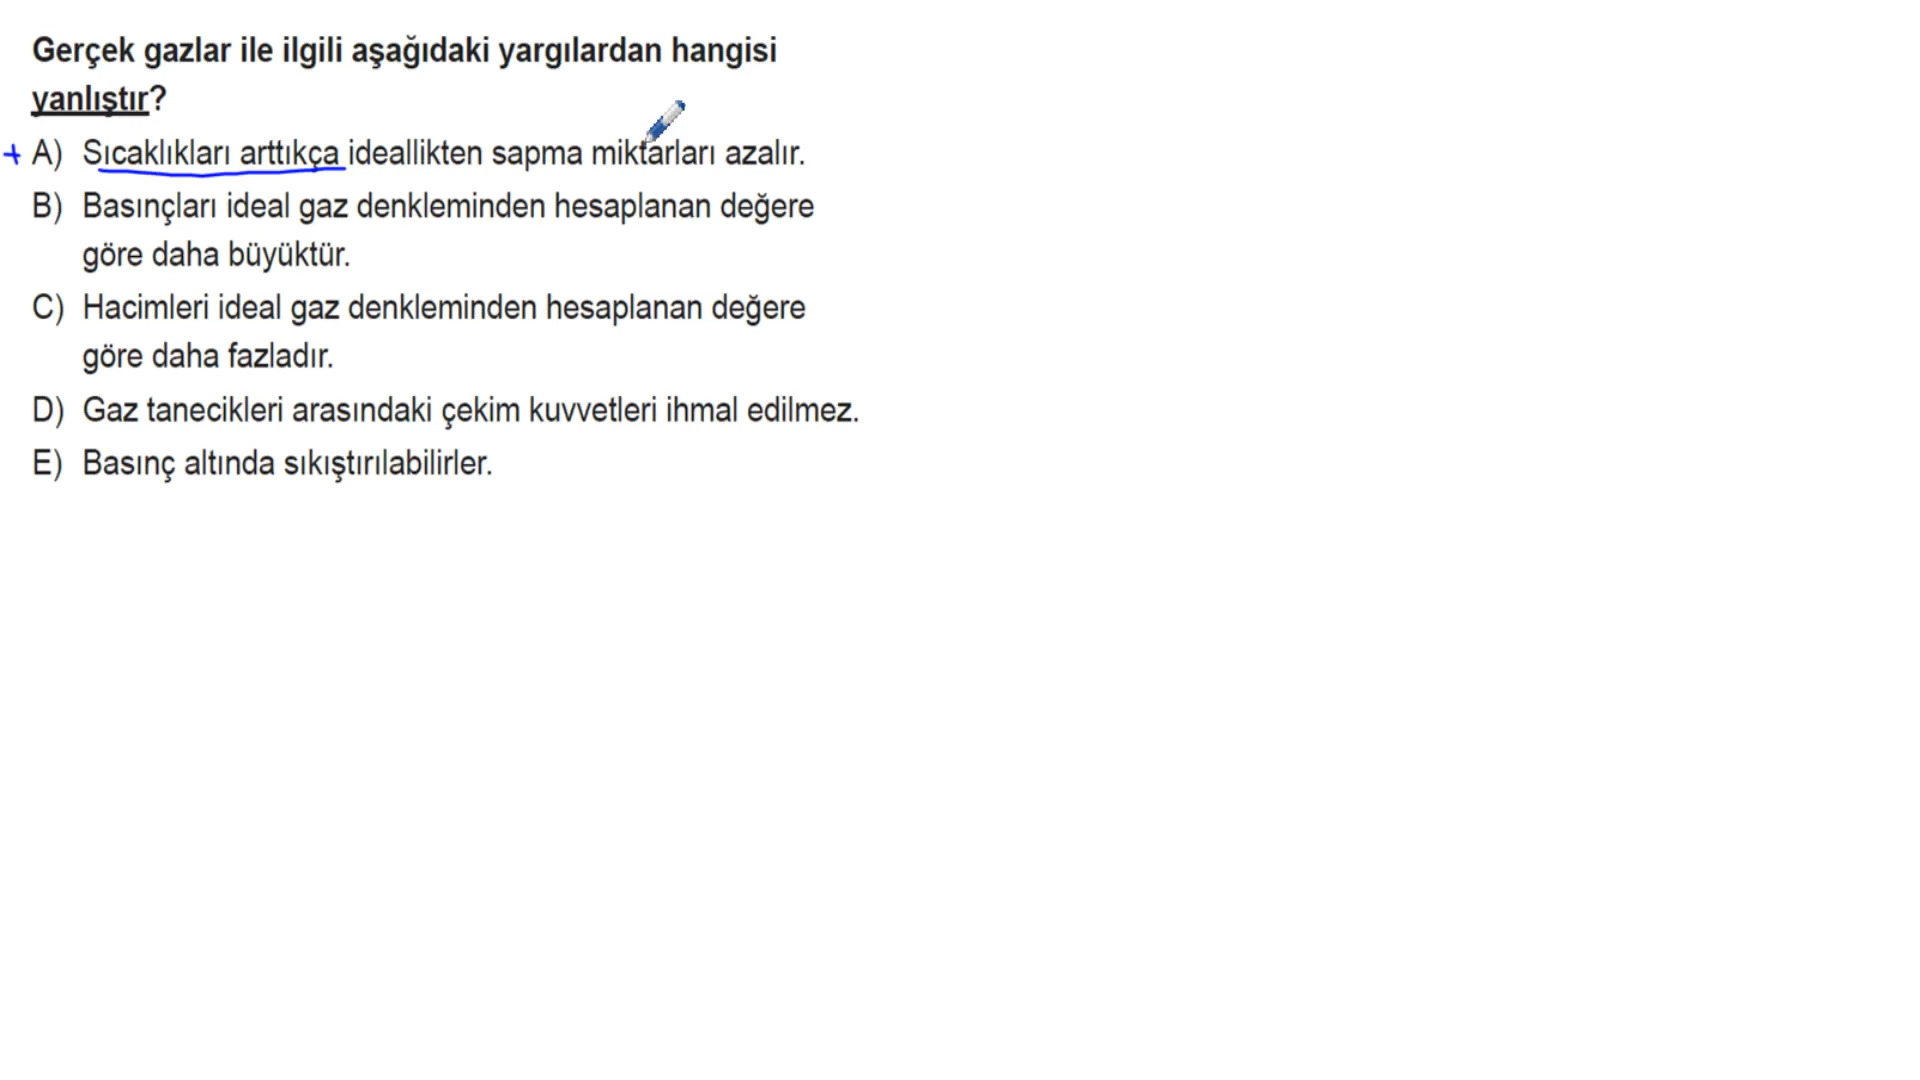 Gerçek gazlar ile ilgili aşağıdaki yargılardan hangisi
yanlıştır?
+ A) Sıcaklıkları arttıkça ideallikten sapma miktarları azalır.
B) Basınçları ideal gaz denkleminden hesaplanan değere
göre daha büyüktür.
C) Hacimleri ideal gaz denkleminden hesaplanan değere
göre daha fazladır.
D) Gaz tanecikleri arasındaki çekim kuvvetleri ihmal edilmez.
E) Basınç altında sıkıştırılabilirler.